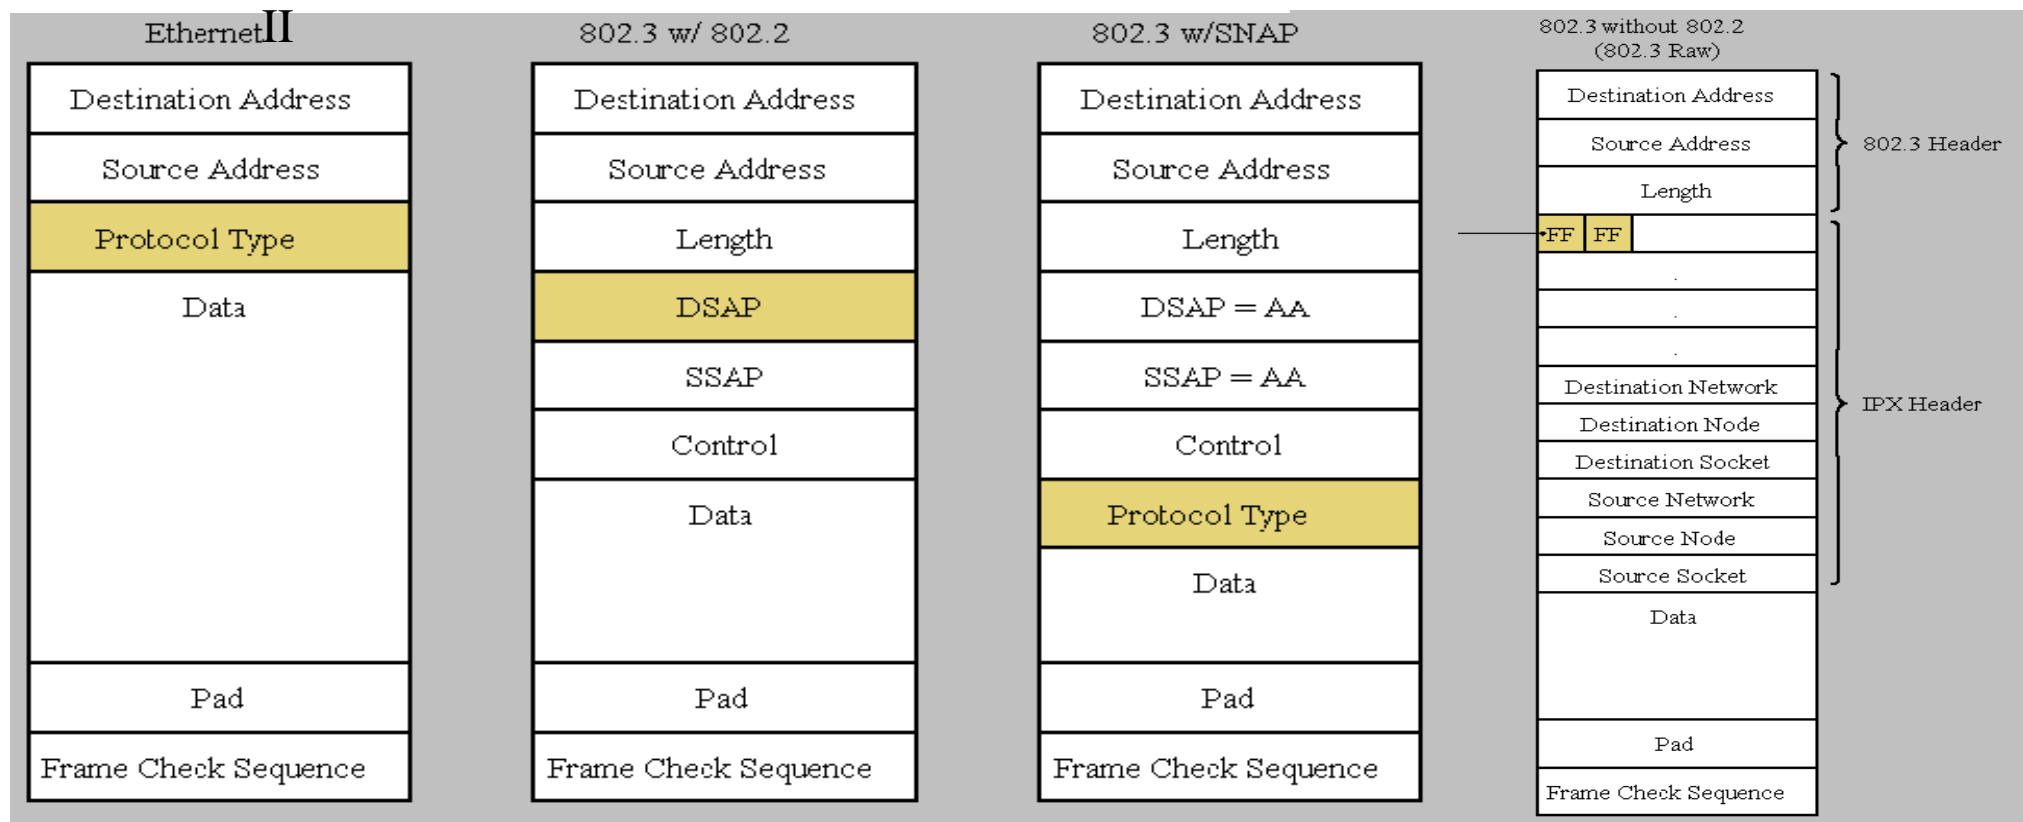 Ethernet II
Destination Address
Source Address
Protocol Type
Data
Pad
Frame Check Sequence
802.3 w/ 802.2
Destination Address
Source Address
Length
DSAP
SSAP
Control
Data
Pad
Frame Check Sequence
802.3 w/SNAP
Destination Address
Source Address
Length
DSAP = AA
SSAP = AA
Control
Protocol Type
Data
Pad
Frame Check Sequence
802.3 without 802.2
(802.3 Raw)
Destination Address
Source Address
Length
FF FF
.
.
.
Destination Network
Destination Node
Destination Socket
Source Network
Source Node
Source Socket
Data
Pad
Frame Check Sequence
802.3 Header
IPX Header